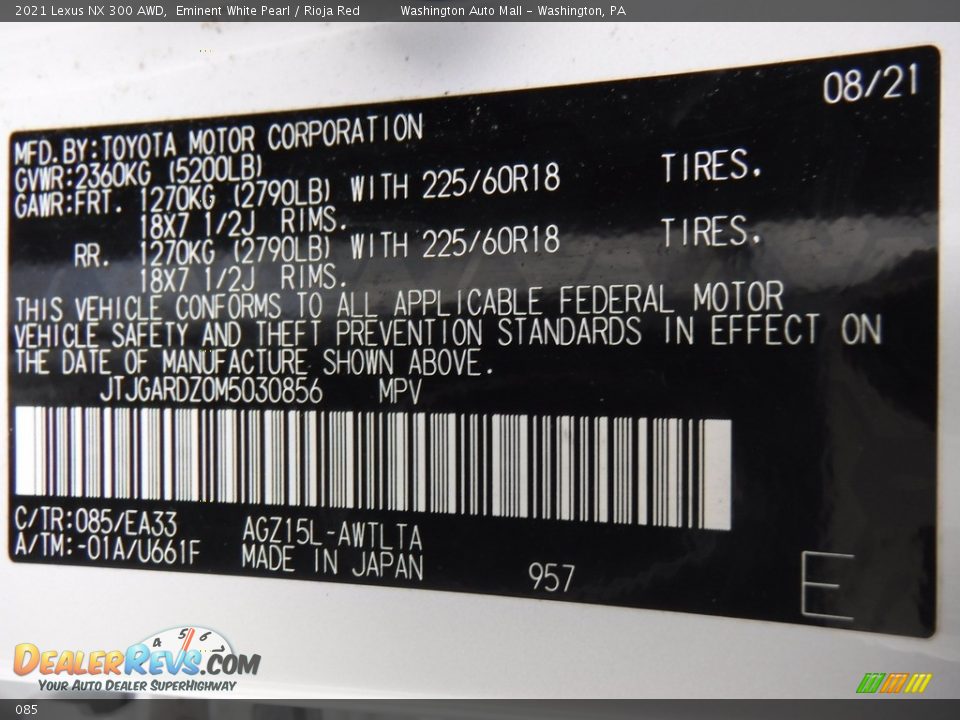 2021 Lexus NX 300 AWD, Eminent White Pearl / Rioja Red Washington Auto Mall - Washington, PA
08/21
MFD.BY:TOYOTA MOTOR CORPORATION
GVWR:2360KG (5200LB)
GAWR:FRT. 1270KG (2790LB) WITH 225/60R18 TIRES.
18X7 1/2J RIMS.
RR. 1270KG (2790LB) WITH 225/60R18 TIRES.
18X7 1/2J RIMS.
THIS VEHICLE CONFORMS TO ALL APPLICABLE FEDERAL MOTOR
VEHICLE SAFETY AND THEFT PREVENTION STANDARDS IN EFFECT ON
THE DATE OF MANUFACTURE SHOWN ABOVE.
JTJGARDZ0M5030856 MPV
C/TR:085/EA33 AGZ15L-AWTLTA
A/TM:-01A/U661F MADE IN JAPAN
957 E
4 5 6
DealerRevs.com
Your Auto Dealer SuperHighway
085